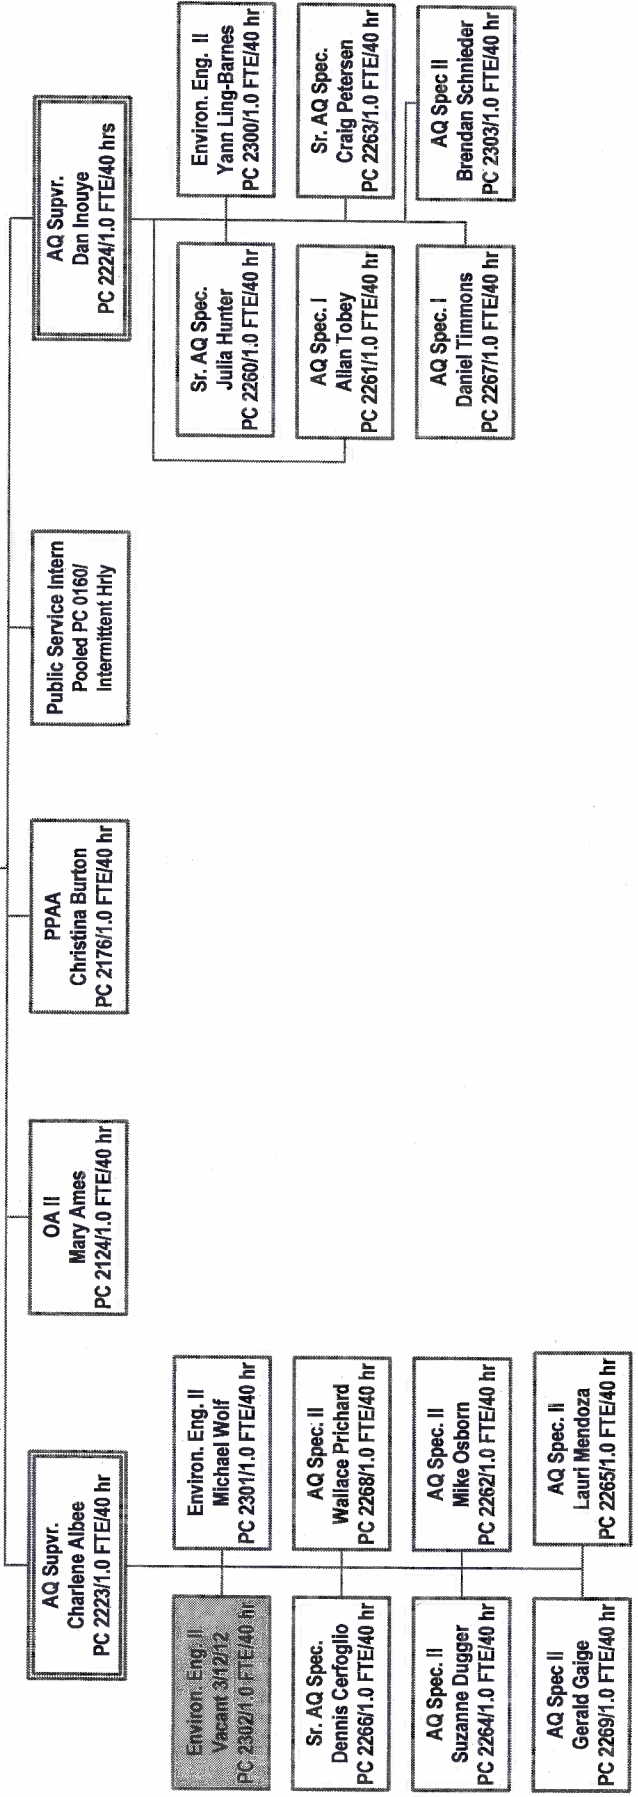 AQ Supvr.
Charlene Albee
PC 2223/1.0 FTE/40 hr
OA II
Mary Ames
PC 2124/1.0 FTE/40 hr
PPAA
Christina Burton
PC 2176/1.0 FTE/40 hr
Public Service Intern
Pooled PC 0160/
Intermittent Hrly
AQ Supvr.
Dan Inouye
PC 2224/1.0 FTE/40 hrs
Environ. Eng. II
Vacant 3/12/12
PC 2302/1.0 FTE/40 hr
Environ. Eng. II
Michael Wolf
PC 2301/1.0 FTE/40 hr
Sr. AQ Spec.
Dennis Cerfoglio
PC 2266/1.0 FTE/40 hr
AQ Spec. II
Wallace Prichard
PC 2268/1.0 FTE/40 hr
AQ Spec. II
Suzanne Dugger
PC 2264/1.0 FTE/40 hr
AQ Spec. II
Mike Osborn
PC 2262/1.0 FTE/40 hr
AQ Spec II
Gerald Gaige
PC 2269/1.0 FTE/40 hr
AQ Spec. II
Lauri Mendoza
PC 2265/1.0 FTE/40 hr
Sr. AQ Spec.
Julia Hunter
PC 2260/1.0 FTE/40 hr
Environ. Eng. II
Yann Ling-Barnes
PC 2300/1.0 FTE/40 hr
AQ Spec. I
Allan Tobey
PC 2261/1.0 FTE/40 hr
Sr. AQ Spec.
Craig Petersen
PC 2263/1.0 FTE/40 hr
AQ Spec. I
Daniel Timmons
PC 2267/1.0 FTE/40 hr
AQ Spec II
Brendan Schnieder
PC 2303/1.0 FTE/40 hr